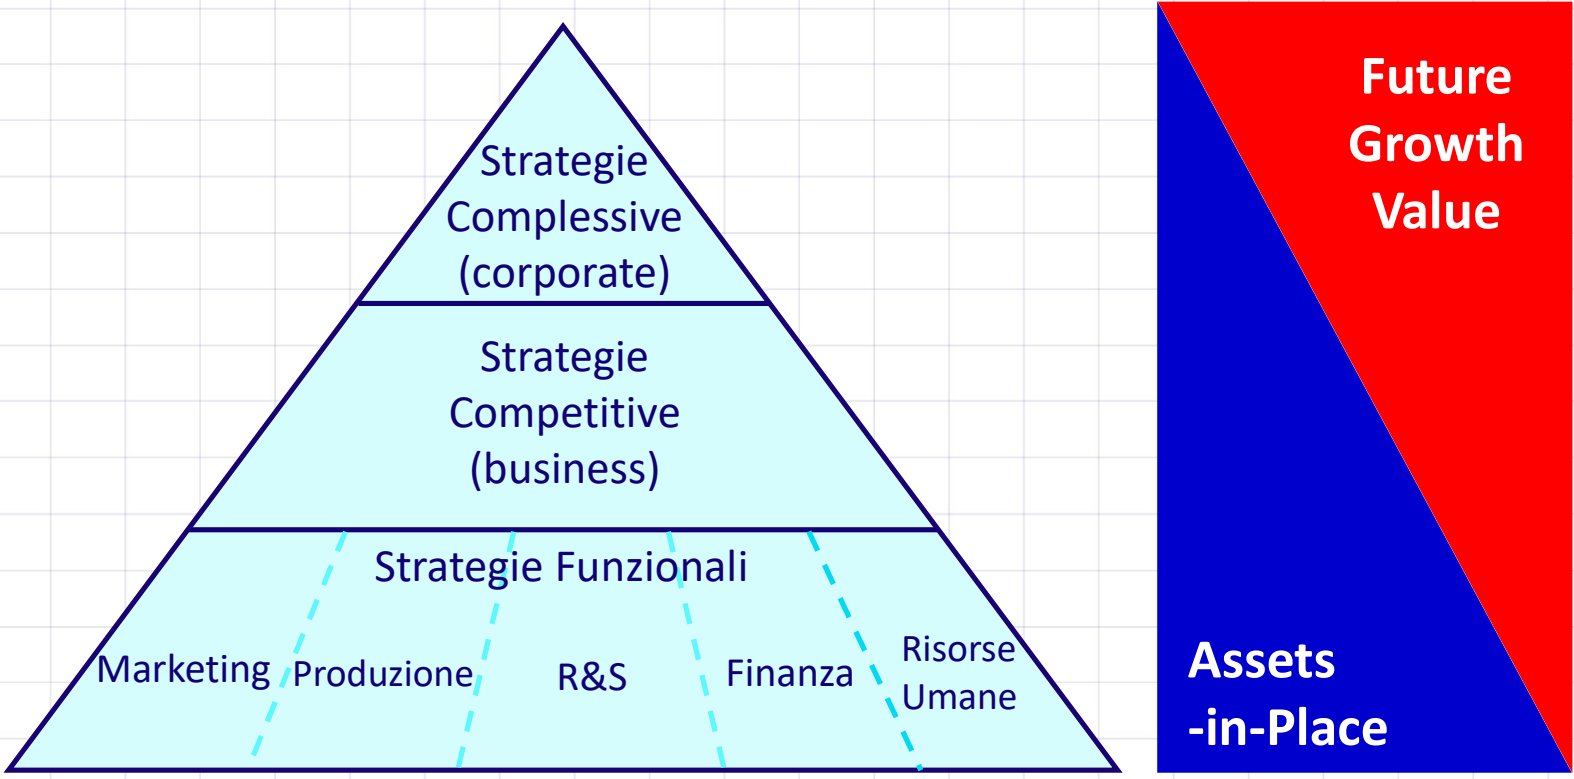 Strategie
Complessive
(corporate)
Strategie
Competitive
(business)
Strategie Funzionali
Marketing
Produzione
R&S
Finanza
Risorse
Umane
Future
Growth
Value
Assets
-in-Place